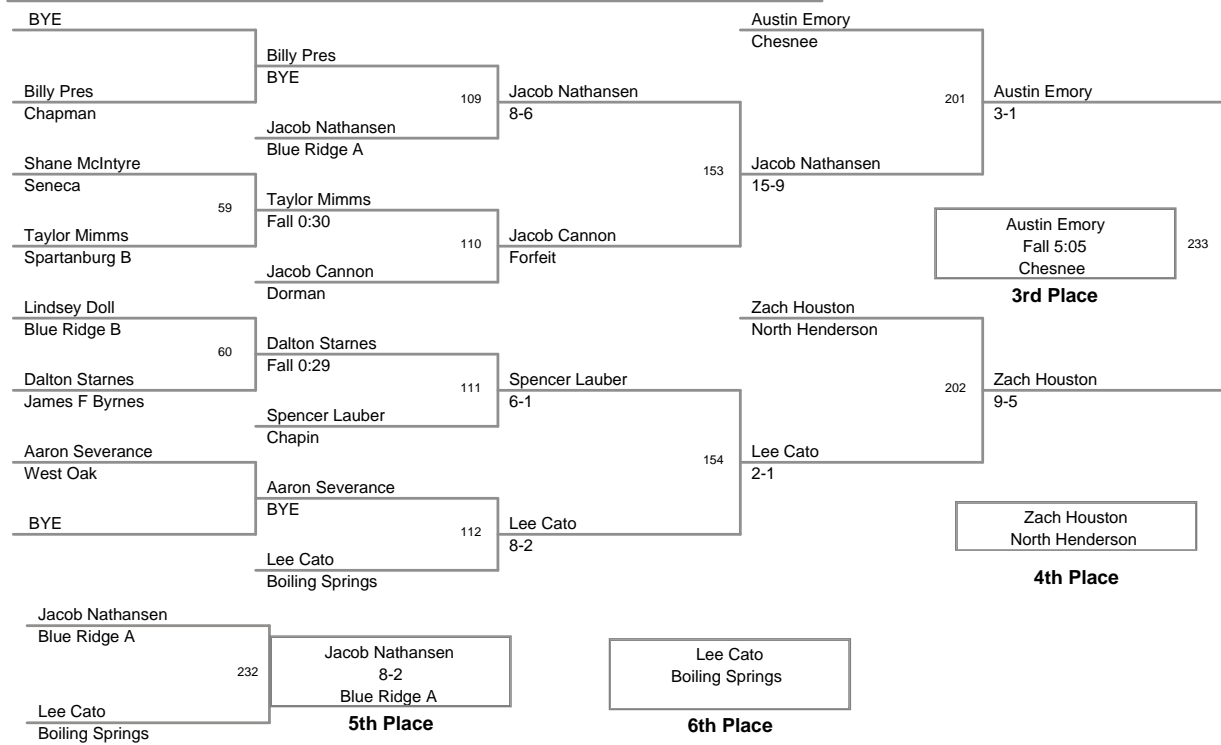 BYE
Billy Pres
Chapman
Shane McIntyre
Seneca
59
Taylor Mimms
Spartanburg B
Lindsey Doll
Blue Ridge B
60
Dalton Starnes
James F Byrnes
Aaron Severance
West Oak
BYE
Billy Pres
BYE
109
Jacob Nathansen
Blue Ridge A
Taylor Mimms
Fall 0:30
110
Jacob Cannon
Dorman
Dalton Starnes
Fall 0:29
111
Spencer Lauber
Chapin
Aaron Severance
BYE
112
Lee Cato
Boiling Springs
Jacob Nathansen
8-6
153
Jacob Cannon
Forfeit
Spencer Lauber
6-1
154
Lee Cato
8-2
Austin Emory
Chesnee
201
Jacob Nathansen
15-9
Zach Houston
North Henderson
202
Lee Cato
2-1
Austin Emory
3-1
Zach Houston
9-5
Austin Emory
Fall 5:05
Chesnee
233
3rd Place
Zach Houston
North Henderson
4th Place
Jacob Nathansen
Blue Ridge A
232
Lee Cato
Boiling Springs
Jacob Nathansen
8-2
Blue Ridge A
5th Place
Lee Cato
Boiling Springs
6th Place